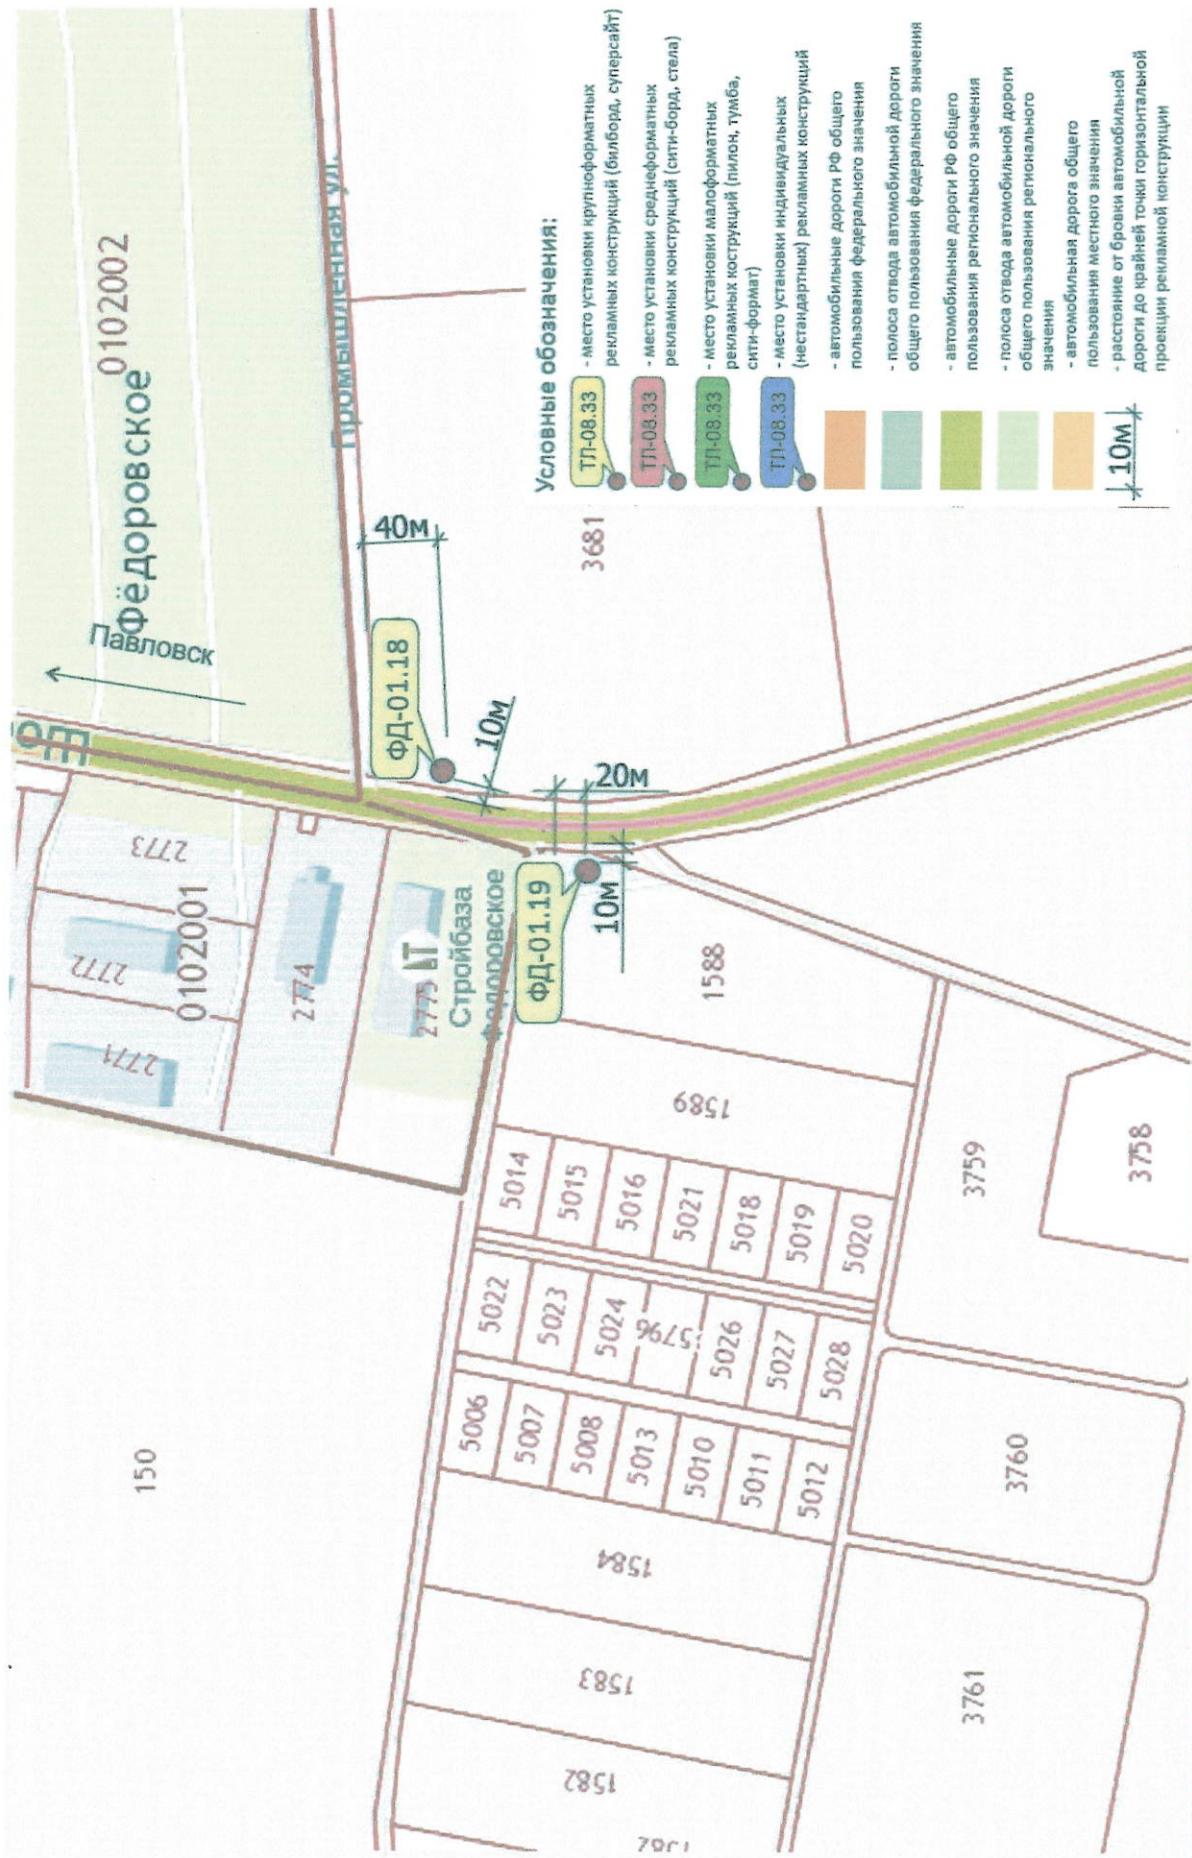 Фёдоровское
0102002
Павловск
Промышленная ул.
40м
ФД-01.18
10м
20м
ФД-01.19
10м
3681
2773
2772
2771
0102001
2774
2775
Стройбаза
Федоровское
150
1588
1589
5014
5015
5016
5021
5018
5019
5020
5022
5023
5024
5026
5027
5028
5006
5007
5008
5013
5010
5011
5012
1584
1583
1582
3759
3758
3760
3761
Условные обозначения:
ТЛ-08.33
- место установки крупноформатных
рекламных конструкций (билборд, суперсайт)
ТЛ-08.33
- место установки среднеформатных
рекламных конструкций (сити-борд, стела)
ТЛ-08.33
- место установки малоформатных
рекламных кострукций (пилон, тумба,
сити-формат)
ТЛ-08.33
- место установки индивидуальных
(нестандартных) рекламных конструкций
- автомобильные дороги РФ общего
пользования федерального значения
- полоса отвода автомобильной дороги
общего пользования федерального значения
- автомобильные дороги РФ общего
пользования регионального значения
- полоса отвода автомобильной дороги
общего пользования регионального
значения
- автомобильная дорога общего
пользования местного значения
10м
- расстояние от бровки автомобильной
дороги до крайней точки горизонтальной
проекции рекламной конструкции